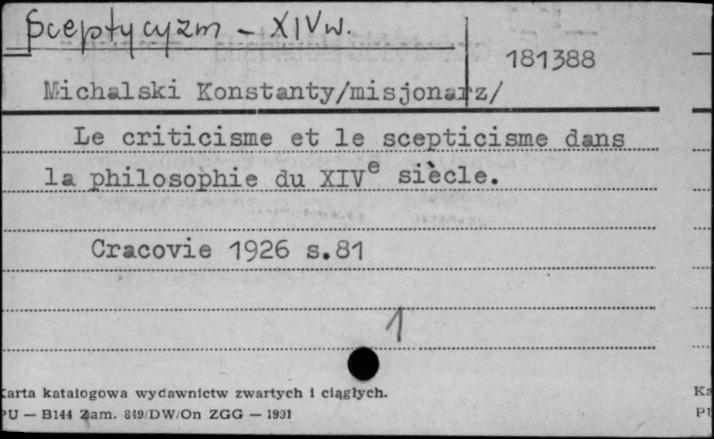 Sceptycyzm - XIVw.
181388
Michalski Konstanty/misjonarz/
Le criticisme et le scepticisme dans
la philosophie du XIVe siècle.
Cracovie 1926 s.81
1
Karta katalogowa wydawnictw zwartych i ciągłych.
PU — B144 Zam. 849/DW/On ZGG — 1931